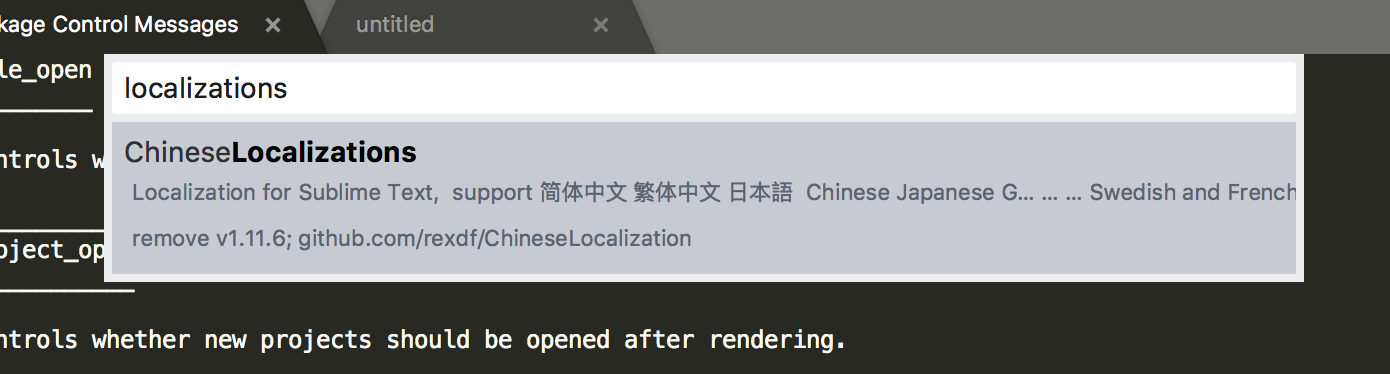 kage Control Messages ×
untitled ×
le_open
localizations
ChineseLocalizations
ntrols w
Localization for Sublime Text, support 简体中文 繁体中文 日本語 Chinese Japanese G... ... ... Swedish and French
remove v1.11.6; github.com/rexdf/ChineseLocalization
oject_op
ntrols whether new projects should be opened after rendering.